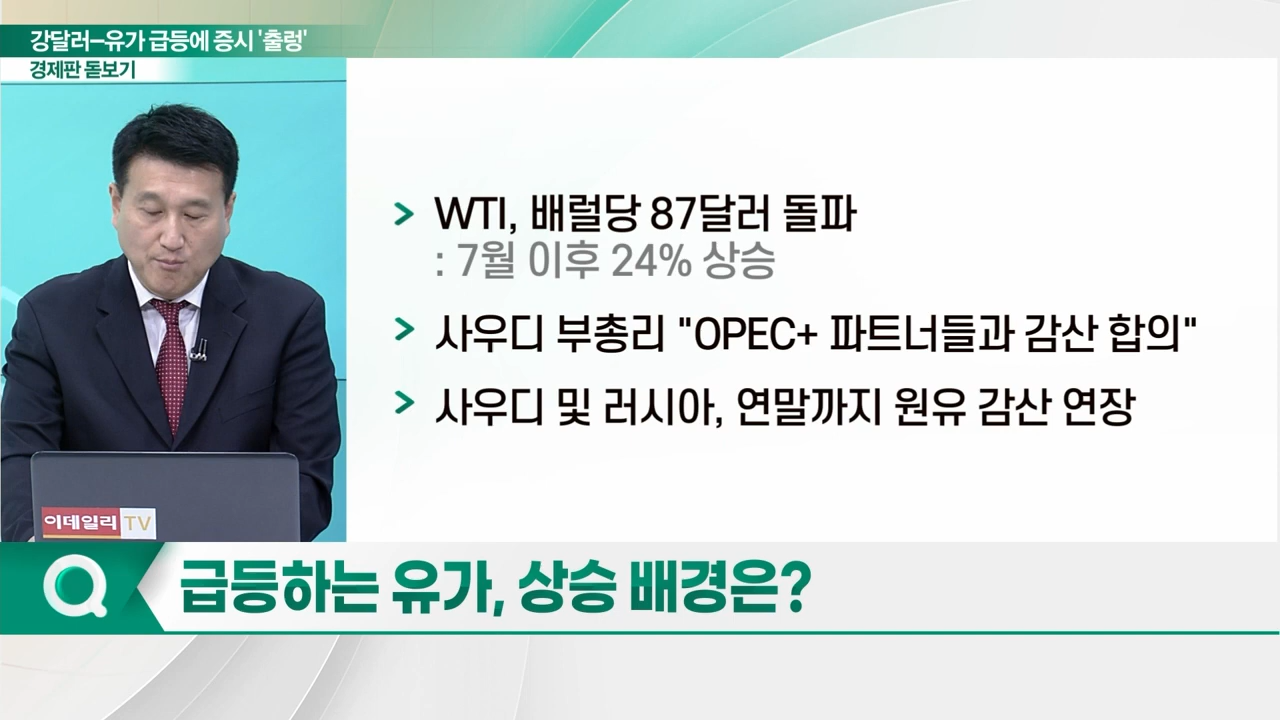 강달러-유가 급등에 증시 '출렁'
경제판 돋보기
> WTI, 배럴당 87달러 돌파
: 7월 이후 24% 상승
> 사우디 부총리 "OPEC+ 파트너들과 감산 합의"
> 사우디 및 러시아, 연말까지 원유 감산 연장
이데일리 TV
Q 급등하는 유가, 상승 배경은?